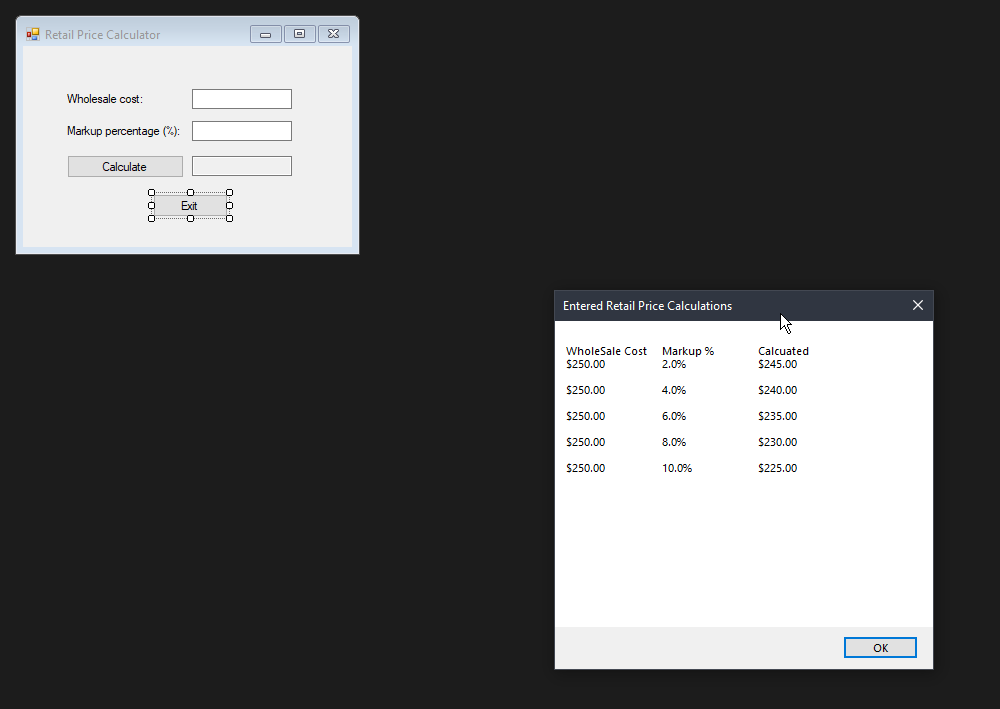 Retail Price Calculator
Wholesale cost:
Markup percentage (%):
Calculate
Exit
Entered Retail Price Calculations
WholeSale Cost Markup % Calcuated
$250.00 2.0% $245.00
$250.00 4.0% $240.00
$250.00 6.0% $235.00
$250.00 8.0% $230.00
$250.00 10.0% $225.00
OK